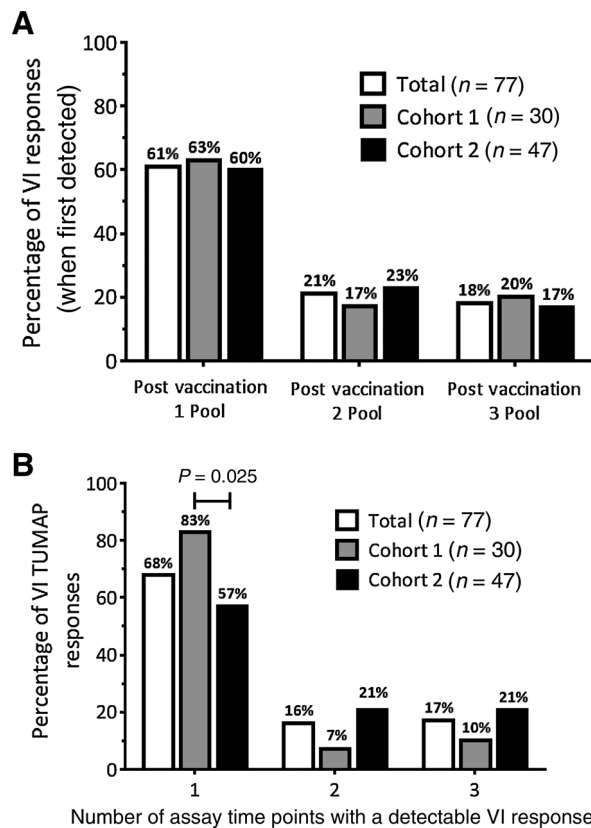 A
Percentage of VI responses
(when first detected)
100
80
60
40
20
0
Total (n = 77)
Cohort 1 (n = 30)
Cohort 2 (n = 47)
61% 63% 60%
21% 17% 23%
18% 20% 17%
Post vaccination
1 Pool
Post vaccination
2 Pool
Post vaccination
3 Pool
B
Percentage of VI TUMAP
responses
100
80
60
40
20
0
P = 0.025
Total (n = 77)
Cohort 1 (n = 30)
Cohort 2 (n = 47)
68% 83% 57%
16% 7% 21%
17% 10% 21%
1 2 3
Number of assay time points with a detectable VI response